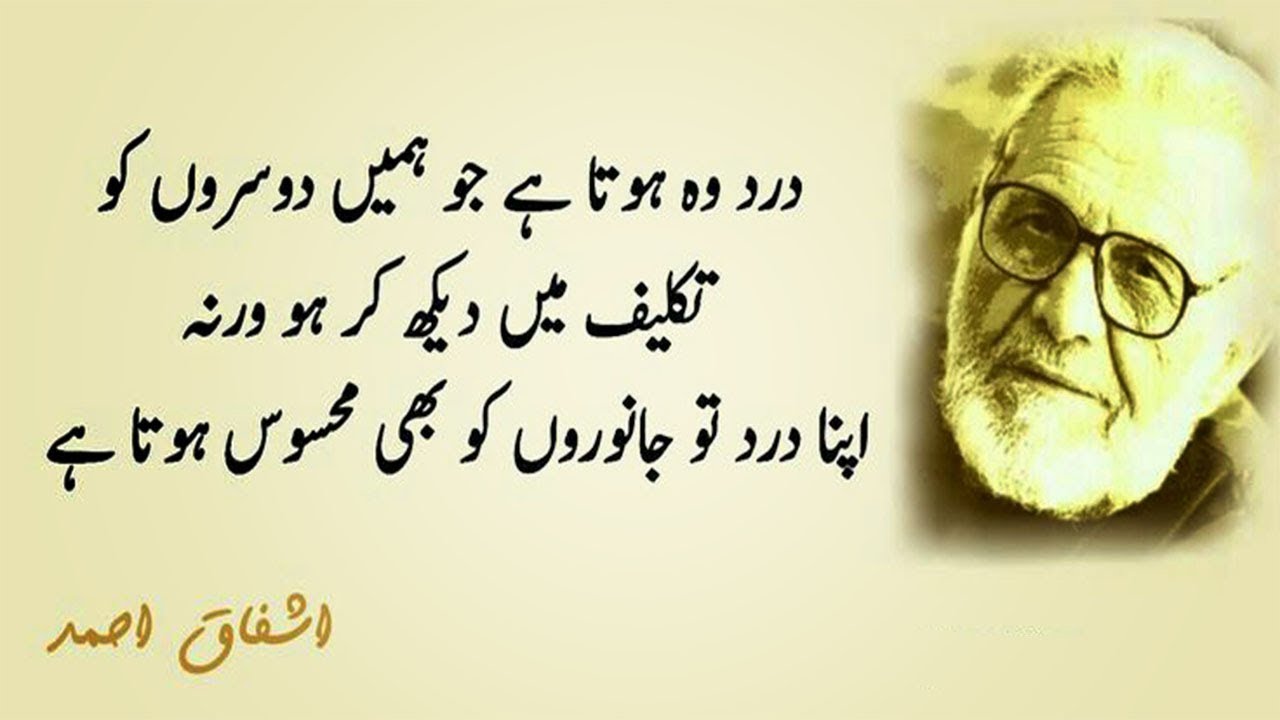 درد وہ ہوتا ہے جو ہمیں دوسروں کو
تکلیف میں دیکھ کر ہو ورنہ
اپنا درد تو جانوروں کو بھی محسوس ہوتا ہے
اشفاق احمد